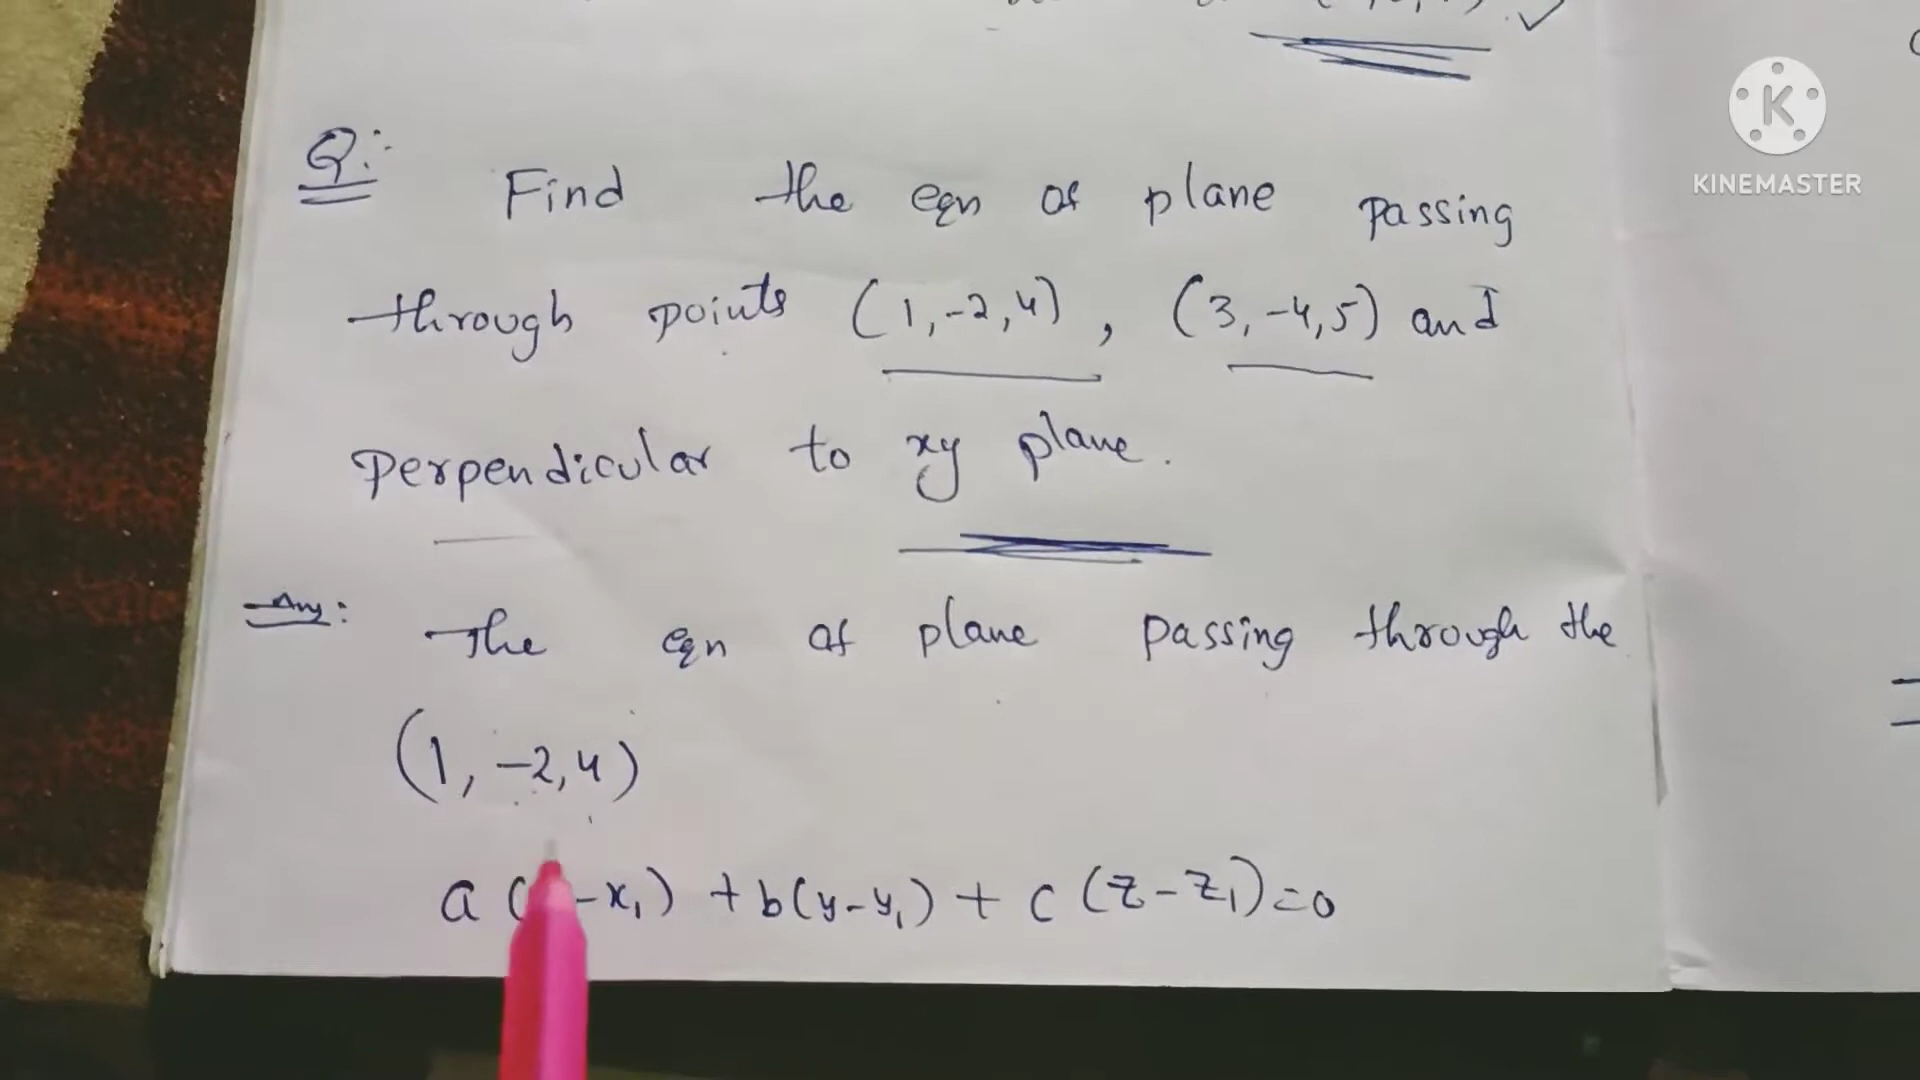 Q:-
Find the eqn of plane passing
through points (1,-2,4), (3,-4,5) and
perpendicular to xy plane.
Ans: The eqn of plane passing through the
(1, -2,4)
a ( -x₁) + b(y-y₁) + c (z-z₁)=0
K
KINEMASTER